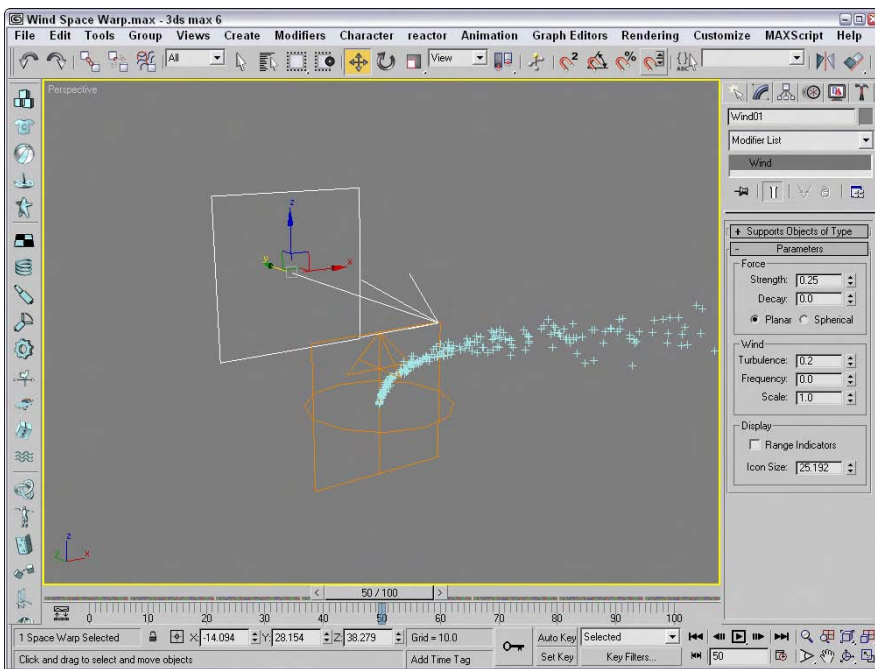 Wind Space Warp.max - 3ds max 6
File Edit Tools Group Views Create Modifiers Character reactor Animation Graph Editors Rendering Customize MAXScript Help
All View
Perspective
z
y x
z
y x
Wind01
Modifier List
Wind
+ Supports Objects of Type
- Parameters
Force
Strength: 0.25
Decay: 0.0
Planar Spherical
Wind
Turbulence: 0.2
Frequency: 0.0
Scale: 1.0
Display
Range Indicators
Icon Size: 25.192
< 50 / 100 >
0 10 20 30 40 50 60 70 80 90 100
1 Space Warp Selected X: -14.094 Y: 28.154 Z: 38.279 Grid = 10.0 Auto Key Selected
Click and drag to select and move objects Add Time Tag Set Key Key Filters... 50